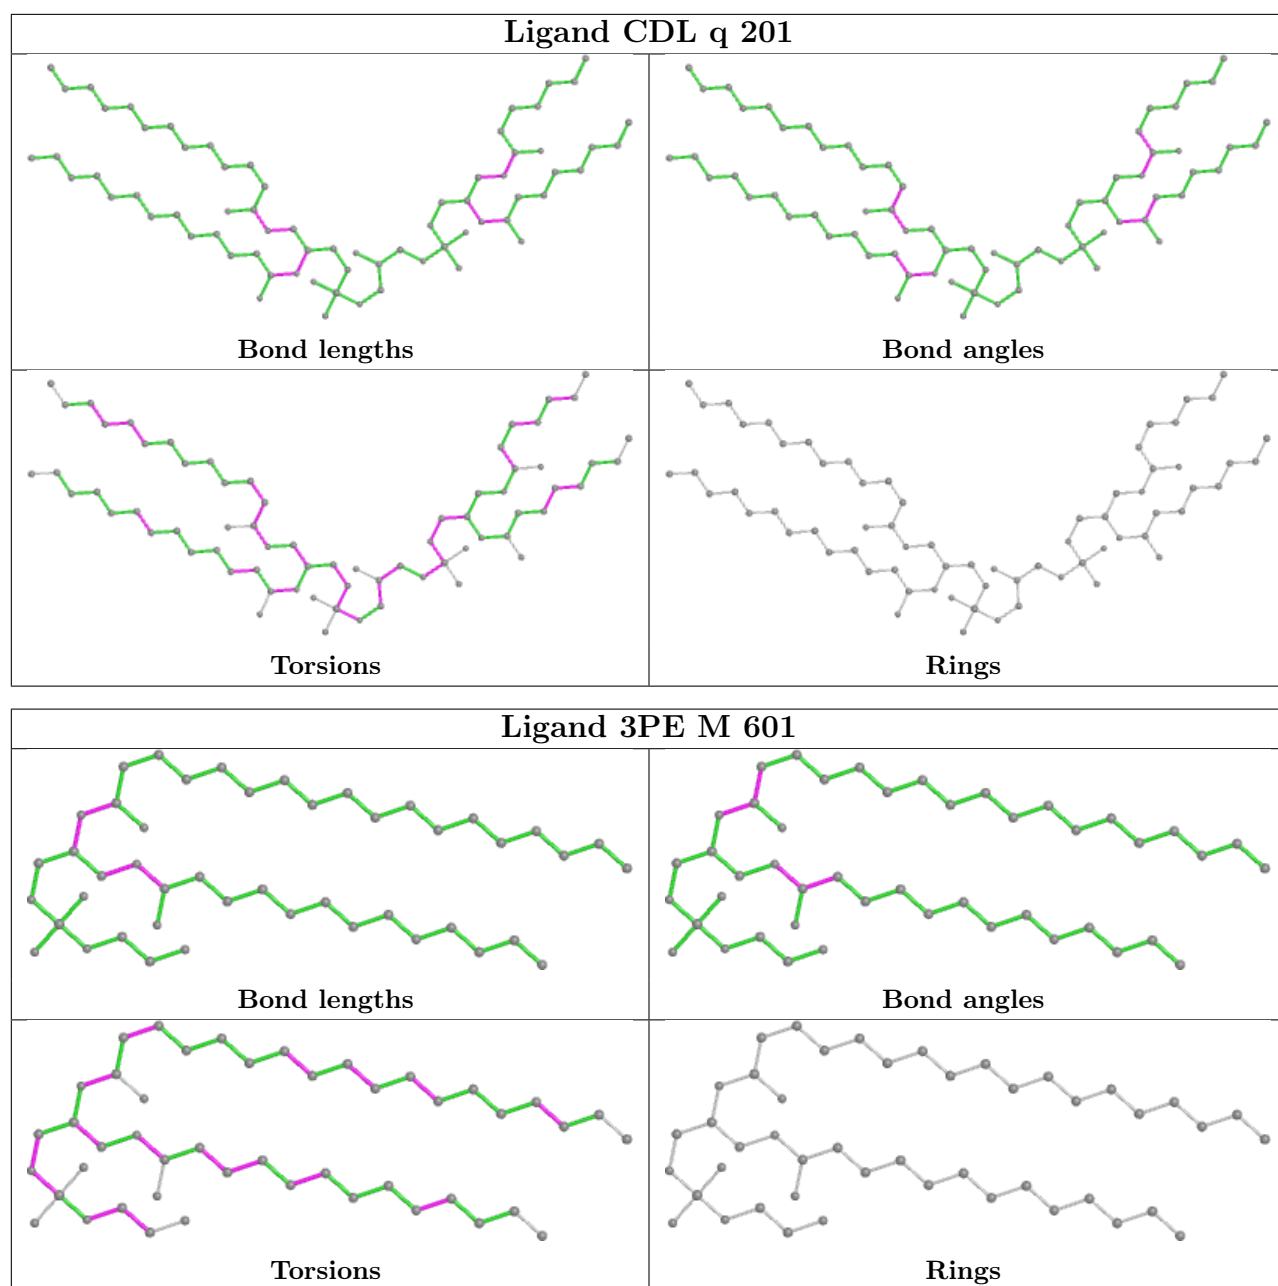 Ligand CDL q 201
Bond lengths
Bond angles
Torsions
Rings
Ligand 3PE M 601
Bond lengths
Bond angles
Torsions
Rings